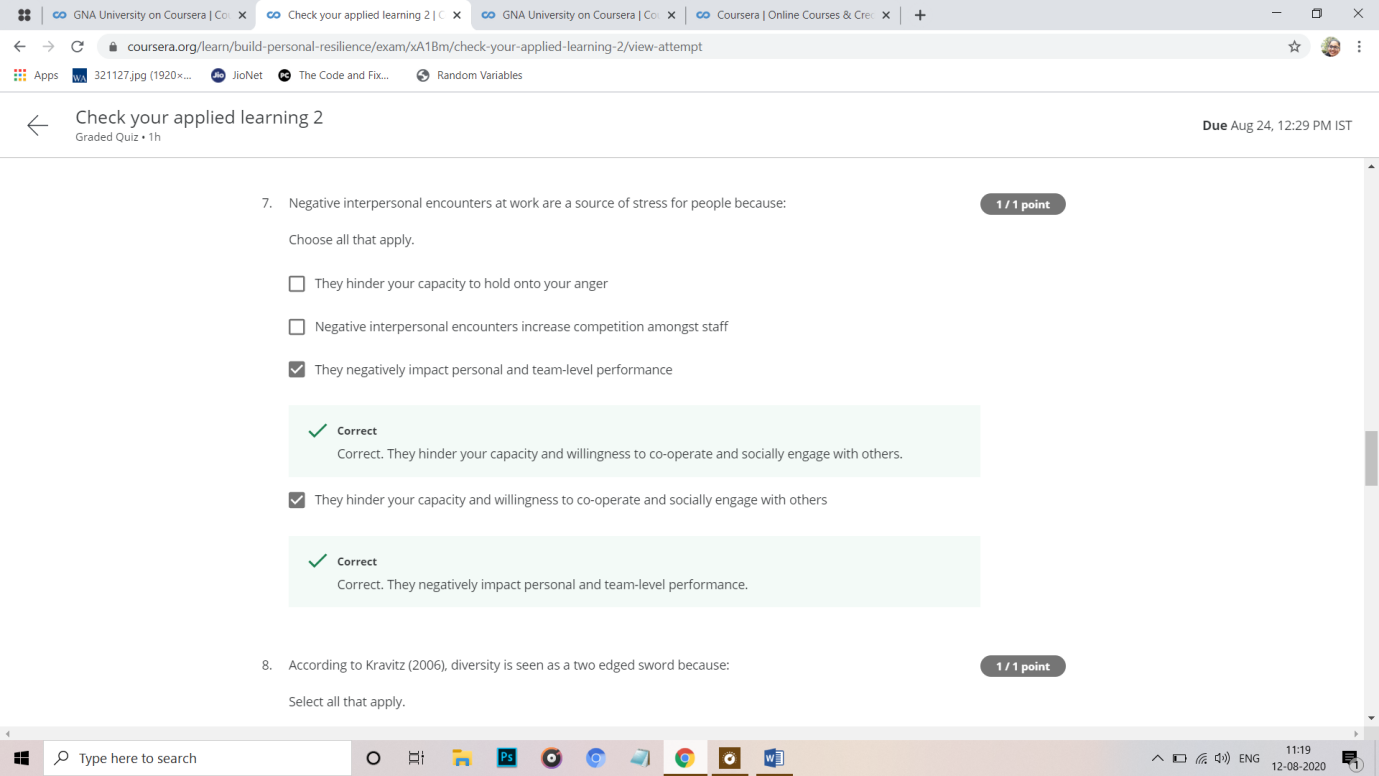 GNA University on Coursera | Co
Check your applied learning 2 | C
GNA University on Coursera | Co
Coursera | Online Courses & Cre
coursera.org/learn/build-personal-resilience/exam/xA1Bm/check-your-applied-learning-2/view-attempt
Apps
WA
321127.jpg (1920×...
Jio
JioNet
PC
The Code and Fix...
Random Variables
Check your applied learning 2
Graded Quiz • 1h
Due Aug 24, 12:29 PM IST
7. Negative interpersonal encounters at work are a source of stress for people because:
1 / 1 point
Choose all that apply.
They hinder your capacity to hold onto your anger
Negative interpersonal encounters increase competition amongst staff
They negatively impact personal and team-level performance
Correct
Correct. They hinder your capacity and willingness to co-operate and socially engage with others.
They hinder your capacity and willingness to co-operate and socially engage with others
Correct
Correct. They negatively impact personal and team-level performance.
8. According to Kravitz (2006), diversity is seen as a two edged sword because:
1 / 1 point
Select all that apply.
Type here to search
Ps
W
ENG
11:19
12-08-2020
1